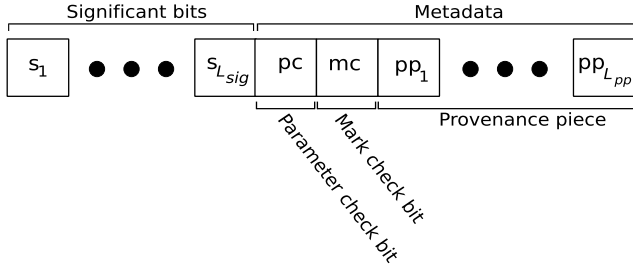 Significant bits Metadata
s1 sLsig pc mc pp1 ppLpp
Provenance piece
Parameter check bit
Mark check bit